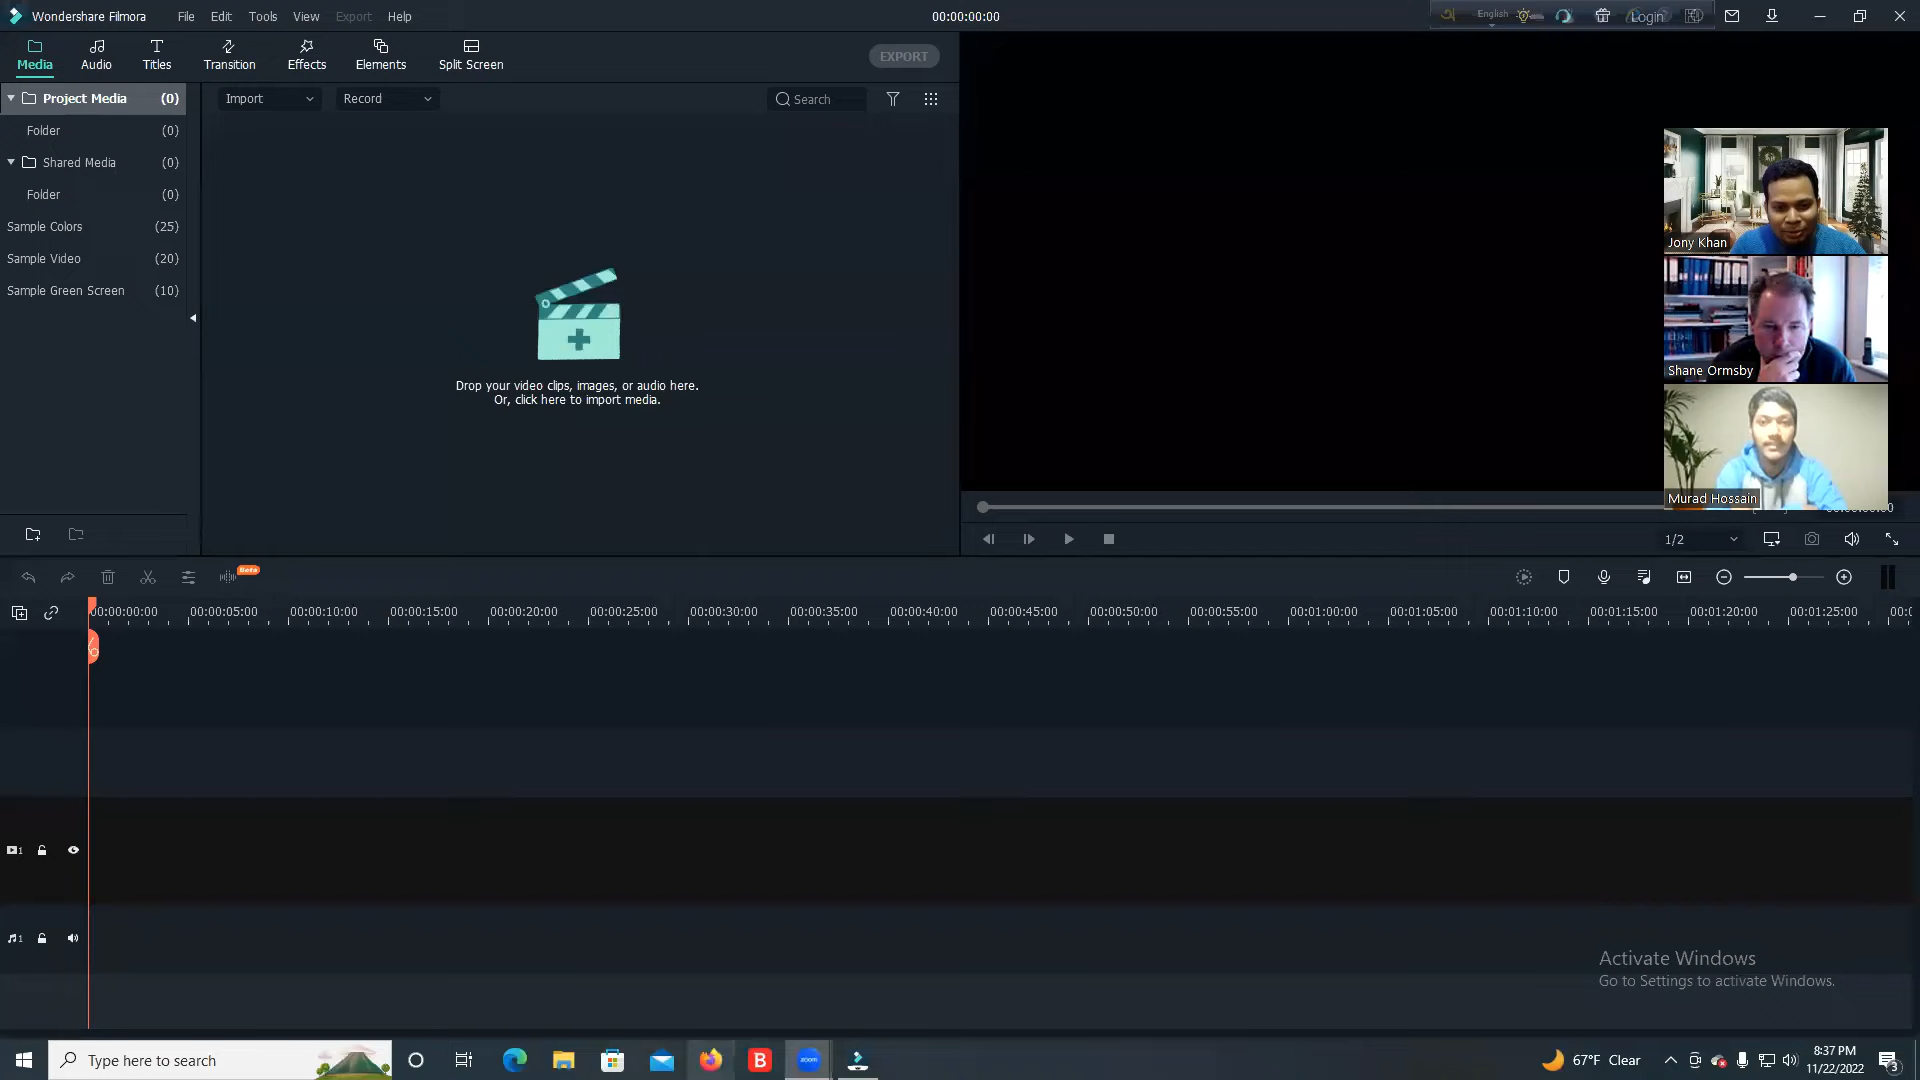 Wondershare Filmora
File Edit Tools View Export Help
00:00:00:00
English
Login
Media Audio Titles Transition Effects Elements Split Screen
EXPORT
Project Media (0)
Folder (0)
Shared Media (0)
Folder (0)
Sample Colors (25)
Sample Video (20)
Sample Green Screen (10)
Import Record Search
Drop your video clips, images, or audio here.
Or, click here to import media.
Jony Khan
Shane Ormsby
Murad Hossain
1/2
Beta
00:00:00:00 00:00:05:00 00:00:10:00 00:00:15:00 00:00:20:00 00:00:25:00 00:00:30:00 00:00:35:00 00:00:40:00 00:00:45:00 00:00:50:00 00:00:55:00 00:01:00:00 00:01:05:00 00:01:10:00 00:01:15:00 00:01:20:00 00:01:25:00
1
1
Activate Windows
Go to Settings to activate Windows.
Type here to search
B
zoom
67°F Clear
8:37 PM
11/22/2022
3